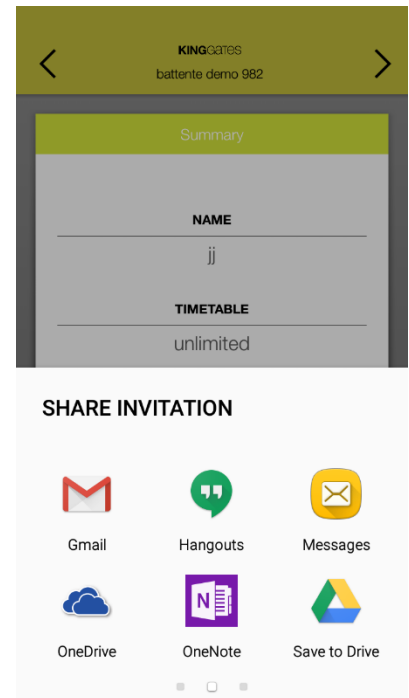 KINGGATES
battente demo 982
Summary
NAME
jj
TIMETABLE
unlimited
SHARE INVITATION
Gmail
Hangouts
Messages
N
OneDrive
OneNote
Save to Drive